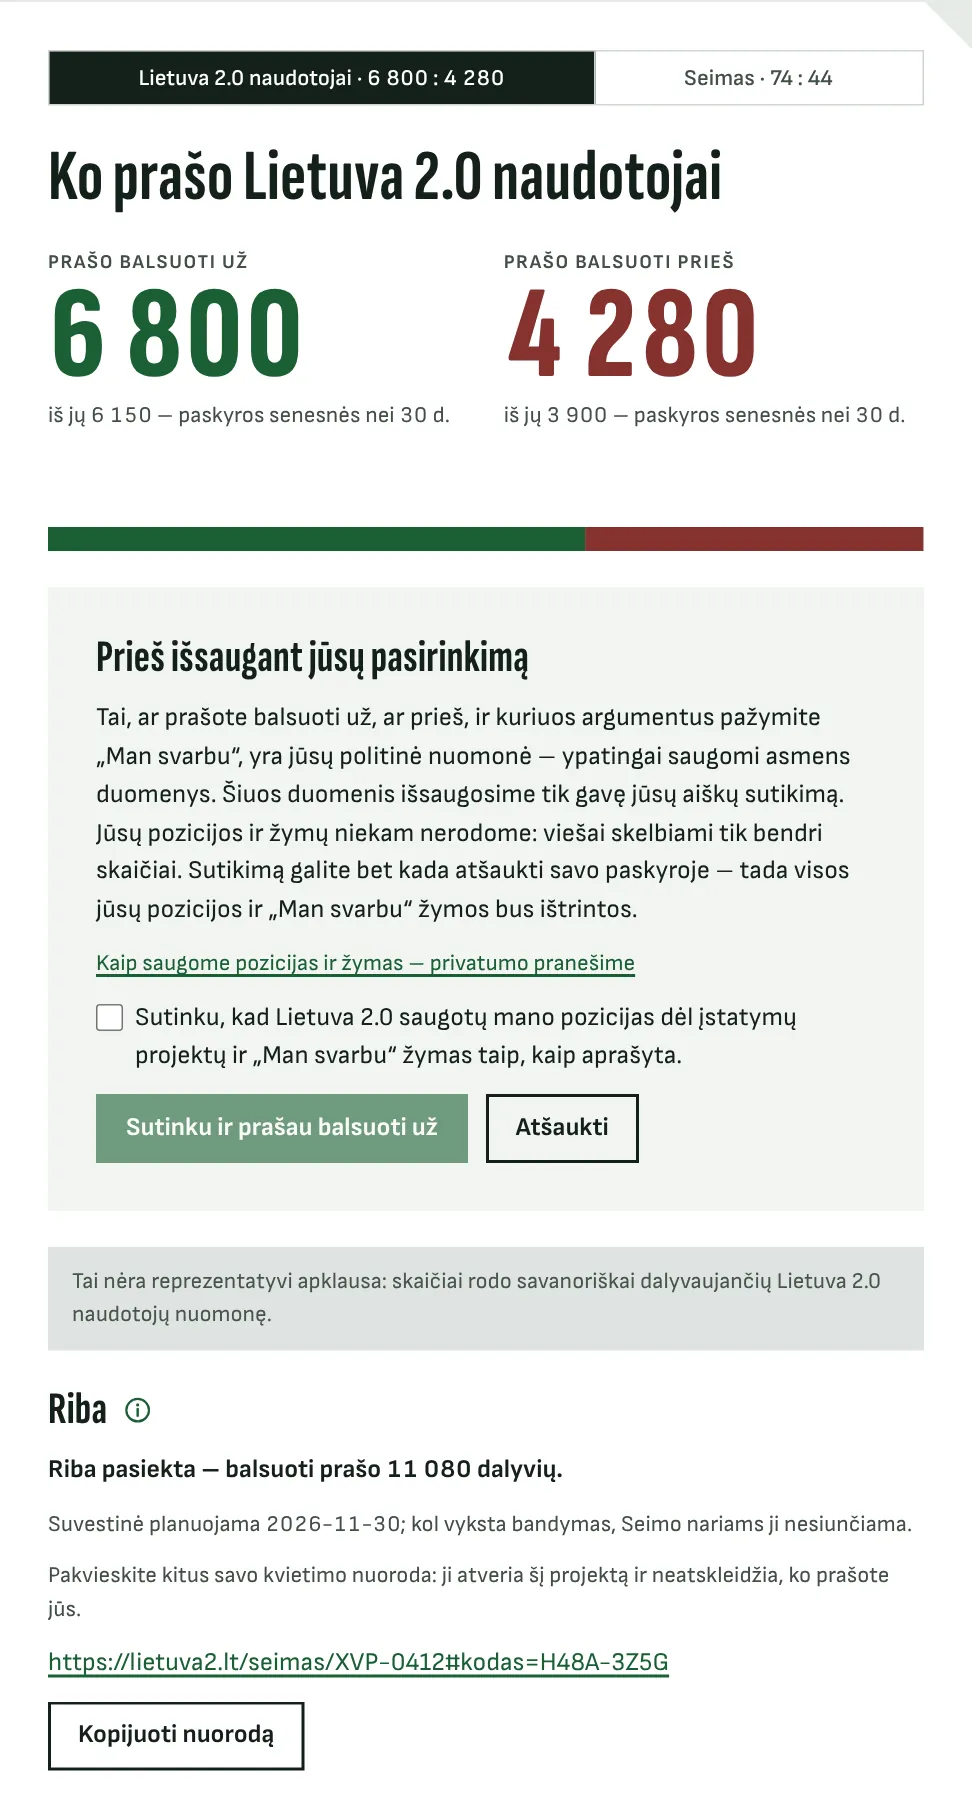 Lietuva 2.0 naudotojai · 6 800 : 4 280
Seimas · 74 : 44
Ko prašo Lietuva 2.0 naudotojai
PRAŠO BALSUOTI UŽ
6 800
iš jų 6 150 – paskyros senesnės nei 30 d.
PRAŠO BALSUOTI PRIEŠ
4 280
iš jų 3 900 – paskyros senesnės nei 30 d.
Prieš išsaugant jūsų pasirinkimą
Tai, ar prašote balsuoti už, ar prieš, ir kuriuos argumentus pažymite
„Man svarbu“, yra jūsų politinė nuomonė – ypatingai saugomi asmens
duomenys. Šiuos duomenis išsaugosime tik gavę jūsų aiškų sutikimą.
Jūsų pozicijos ir žymų niekam nerodome: viešai skelbiami tik bendri
skaičiai. Sutikimą galite bet kada atšaukti savo paskyroje – tada visos
jūsų pozicijos ir „Man svarbu“ žymos bus ištrintos.
Kaip saugome pozicijas ir žymas – privatumo pranešime
Sutinku, kad Lietuva 2.0 saugotų mano pozicijas dėl įstatymų
projektų ir „Man svarbu“ žymas taip, kaip aprašyta.
Sutinku ir prašau balsuoti už
Atšaukti
Tai nėra reprezentatyvi apklausa: skaičiai rodo savanoriškai dalyvaujančių Lietuva 2.0
naudotojų nuomonę.
Riba
Riba pasiekta – balsuoti prašo 11 080 dalyvių.
Suvestinė planuojama 2026-11-30; kol vyksta bandymas, Seimo nariams ji nesiunčiama.
Pakvieskite kitus savo kvietimo nuoroda: ji atveria šį projektą ir neatskleidžia, ko prašote
jūs.
https://lietuva2.lt/seimas/XVP-0412#kodas=H48A-3Z5G
Kopijuoti nuorodą